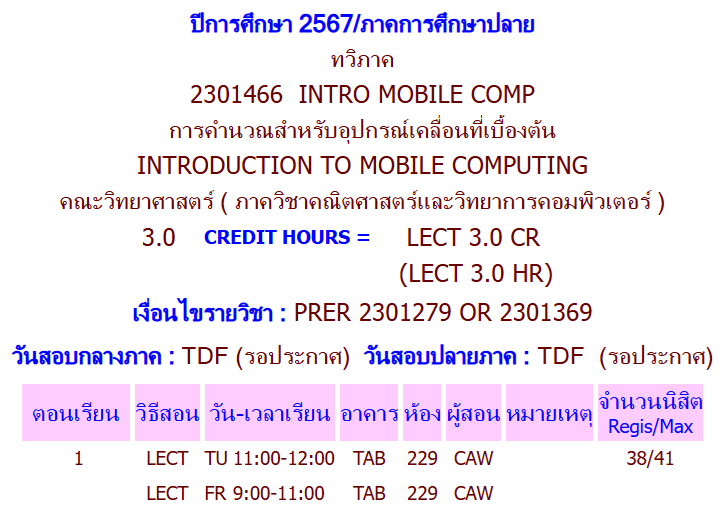 ปีการศึกษา 2567/ภาคการศึกษาปลาย
ทวิภาค
2301466 INTRO MOBILE COMP
การคำนวณสำหรับอุปกรณ์เคลื่อนที่เบื้องต้น
INTRODUCTION TO MOBILE COMPUTING
คณะวิทยาศาสตร์ ( ภาควิชาคณิตศาสตร์และวิทยาการคอมพิวเตอร์ )
3.0 CREDIT HOURS = LECT 3.0 CR
(LECT 3.0 HR)
เงื่อนไขรายวิชา : PRER 2301279 OR 2301369
วันสอบกลางภาค : TDF (รอประกาศ) วันสอบปลายภาค : TDF (รอประกาศ)
ตอนเรียน วิธีสอน วัน-เวลาเรียน อาคาร ห้อง ผู้สอน หมายเหตุ จำนวนนิสิต
Regis/Max
1 LECT TU 11:00-12:00 TAB 229 CAW 38/41
LECT FR 9:00-11:00 TAB 229 CAW